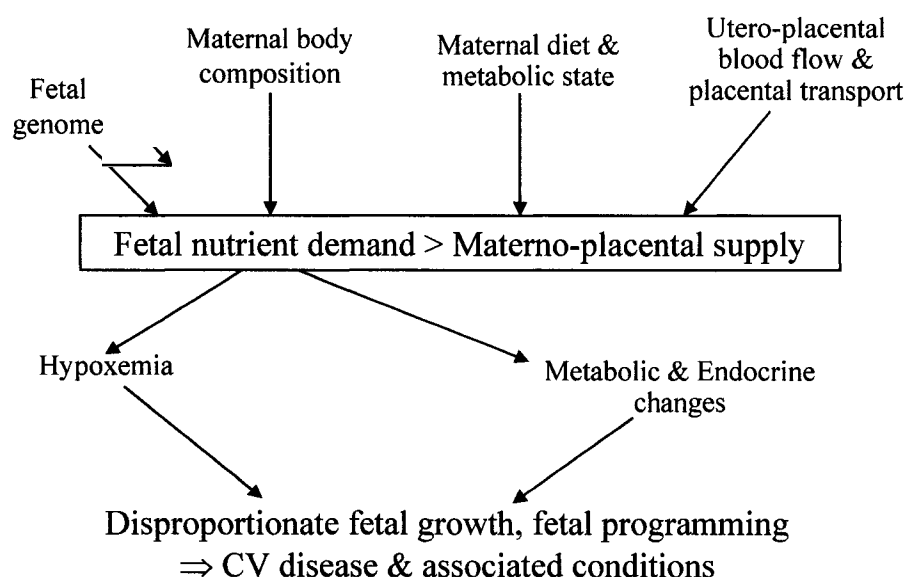 Fetal
genome
Maternal body
composition
Maternal diet &
metabolic state
Utero-placental
blood flow &
placental transport
Fetal nutrient demand > Materno-placental supply
Hypoxemia
Metabolic & Endocrine
changes
Disproportionate fetal growth, fetal programming
⇒ CV disease & associated conditions